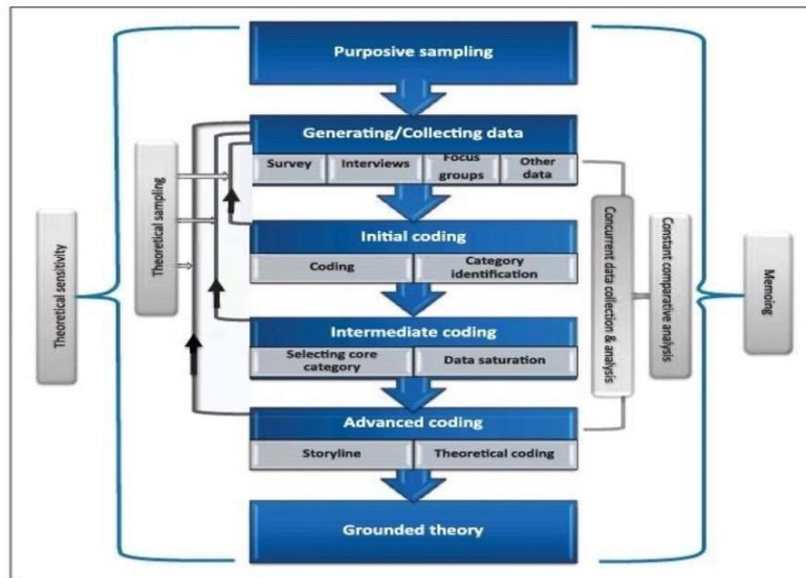 Purposive sampling
Generating/Collecting data
Survey
Interviews
Focus
groups
Other
data
Initial coding
Coding
Category
identification
Intermediate coding
Selecting core
category
Data saturation
Advanced coding
Storyline
Theoretical coding
Grounded theory
Theoretical sensitivity
Theoretical sampling
Concurrent data collection & analysis
Constant comparative analysis
Memoing